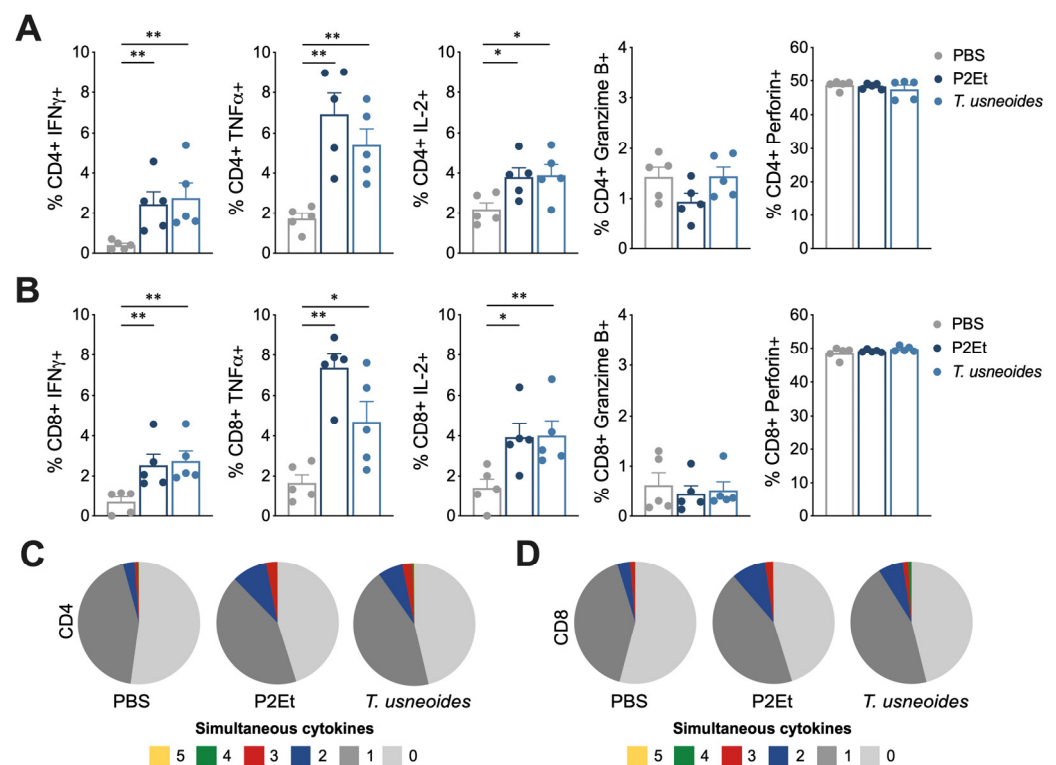 A
% CD4+ IFNγ+
10
8
6
4
2
0
**
**
% CD4+ TNFα+
10
8
6
4
2
0
**
**
% CD4+ IL-2+
10
8
6
4
2
0
*
*
% CD4+ Granzime B+
4
3
2
1
0
% CD4+ Perforin+
60
50
40
30
20
10
0
PBS
P2Et
T. usneoides
B
% CD8+ IFNγ+
10
8
6
4
2
0
**
**
% CD8+ TNFα+
10
8
6
4
2
0
*
**
% CD8+ IL-2+
10
8
6
4
2
0
**
*
% CD8+ Granzime B+
4
3
2
1
0
% CD8+ Perforin+
60
50
40
30
20
10
0
PBS
P2Et
T. usneoides
C
CD4
PBS
P2Et
T. usneoides
Simultaneous cytokines
5 4 3 2 1 0
D
CD8
PBS
P2Et
T. usneoides
Simultaneous cytokines
5 4 3 2 1 0